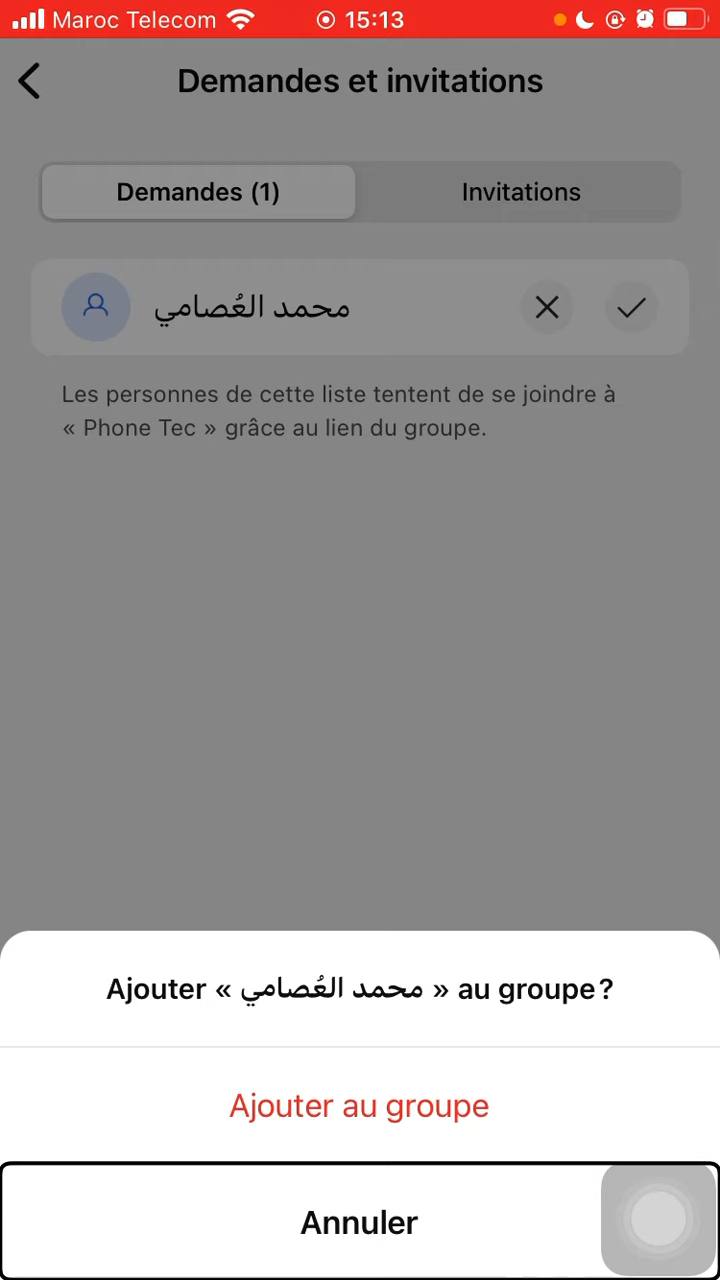 Maroc Telecom 15:13
Demandes et invitations
Demandes (1)
Invitations
محمد العُصامي
Les personnes de cette liste tentent de se joindre à
« Phone Tec » grâce au lien du groupe.
Ajouter « محمد العُصامي » au groupe?
Ajouter au groupe
Annuler